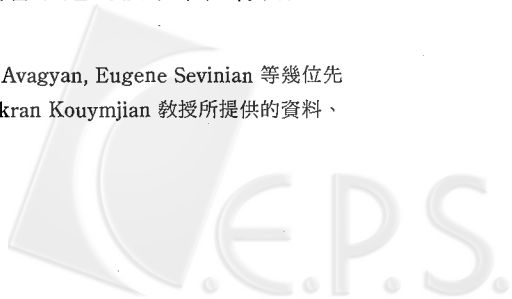 Avagyan, Eugene Sevinian 等幾位先
kran Kouymjian 教授所提供的資料、
C.E.P.S.